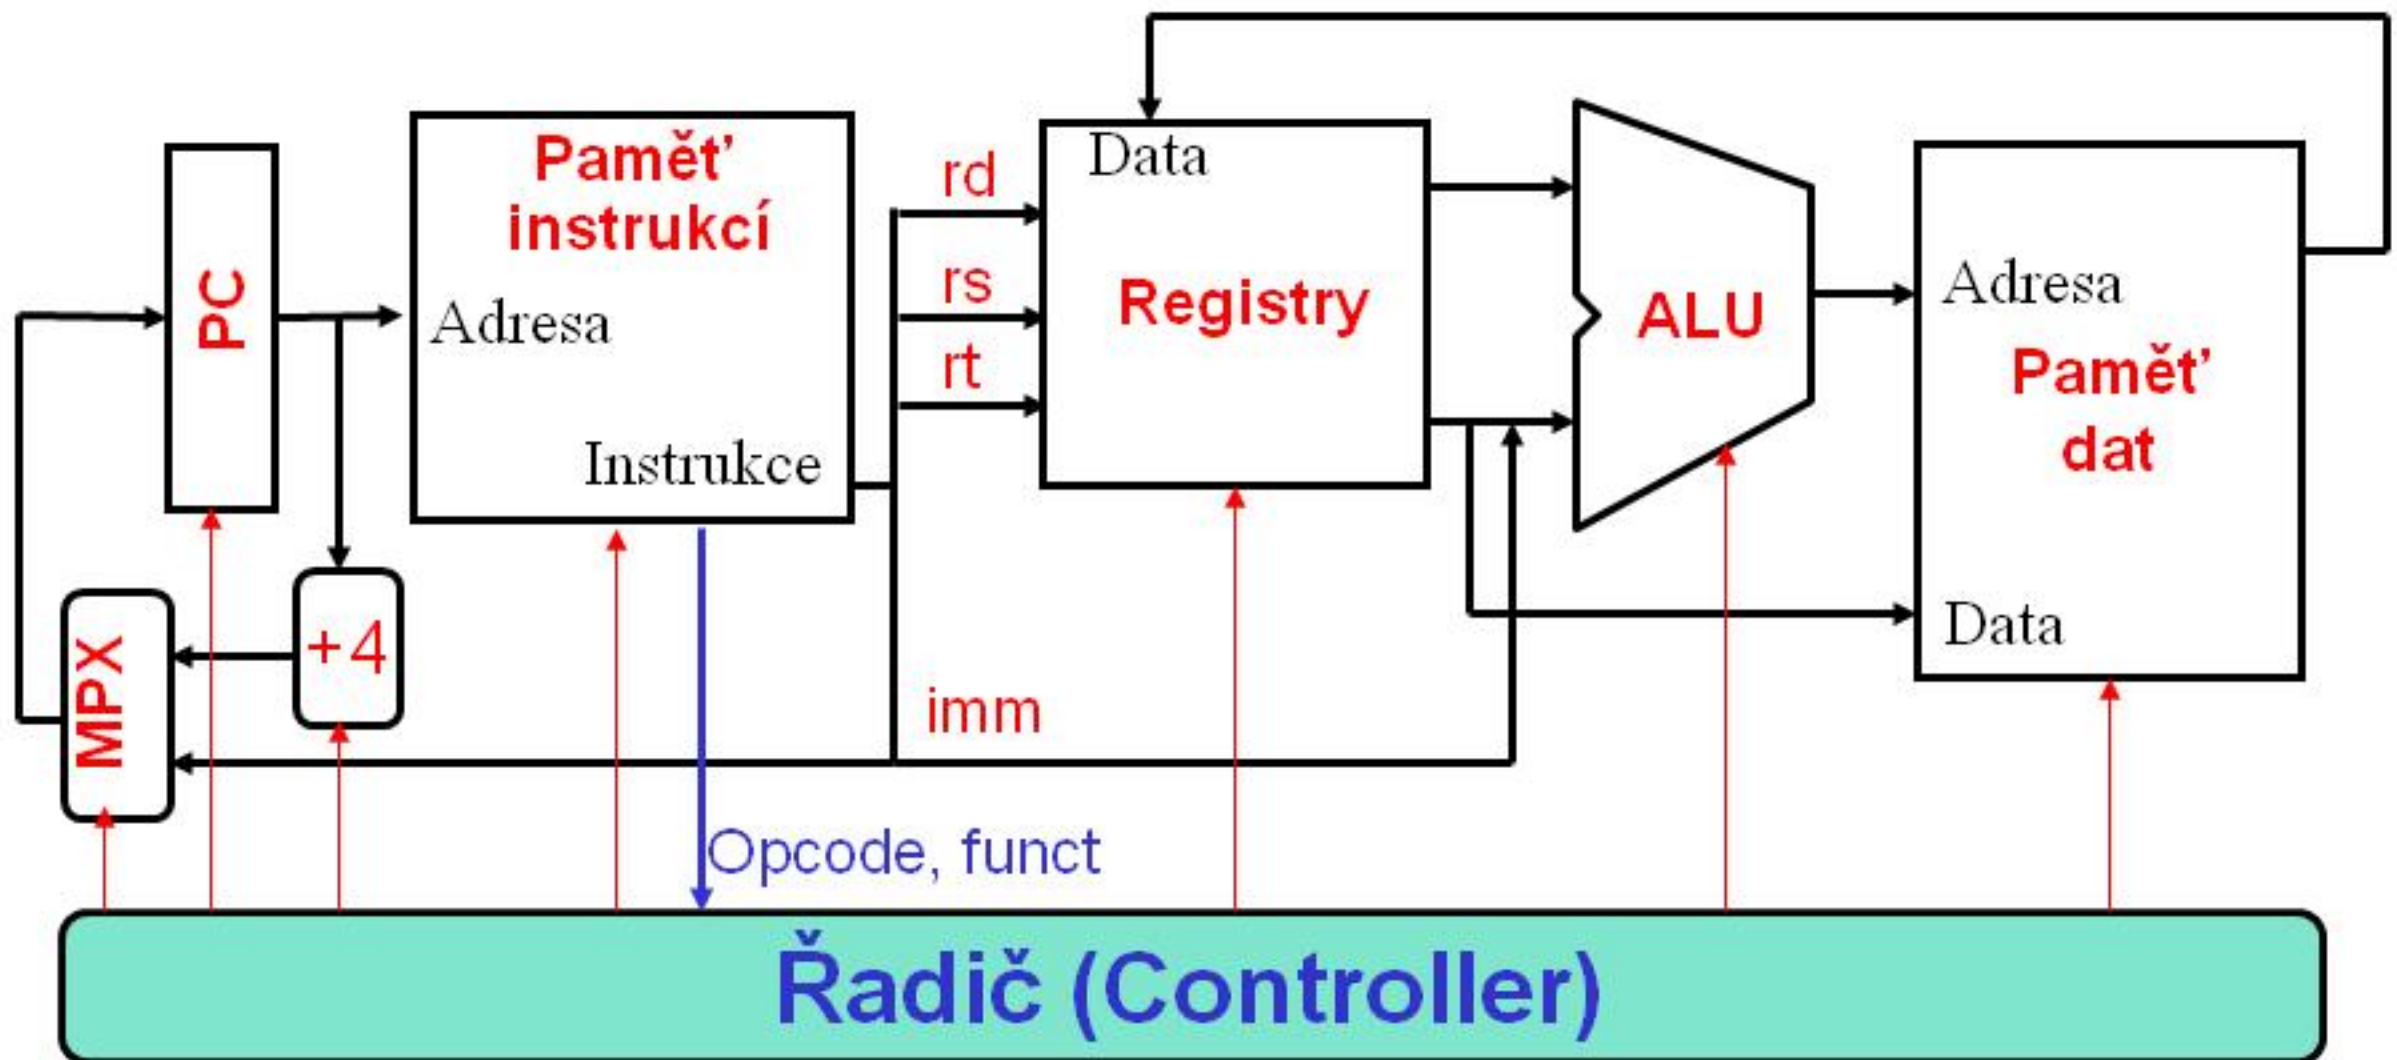 PC
Paměť
instrukcí
Adresa
Instrukce
rd
rs
rt
imm
Data
Registry
ALU
Adresa
Paměť
dat
Data
MPX
+4
Opcode, funct
Řadič (Controller)